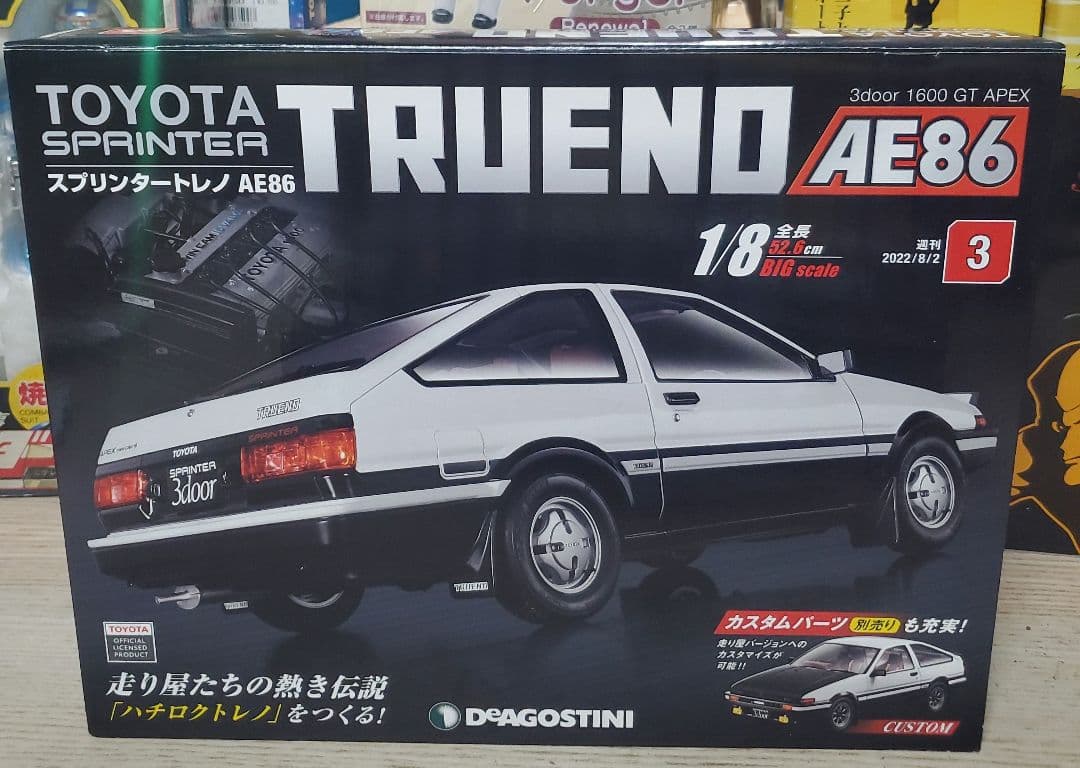 Renewal
TOYOTA
SPRINTER
TRUENO
スプリンタートレノ AE86
3door 1600 GT APEX
AE86
1/8
全長
52.6cm
BIG scale
週刊
2022/8/2
3
TOYOTA
TRUENO
SPRINTER
TOYOTA
SPRINTER
3door
TRUENO
焼
TOYOTA
OFFICIAL
LICENSED
PRODUCT
走り屋たちの熱き伝説
「ハチロクトレノ」をつくる!
DeAGOSTINI
カスタムパーツ 別売り も充実!
走り屋バージョンへの
カスタマイズが
可能!!
CUSTOM